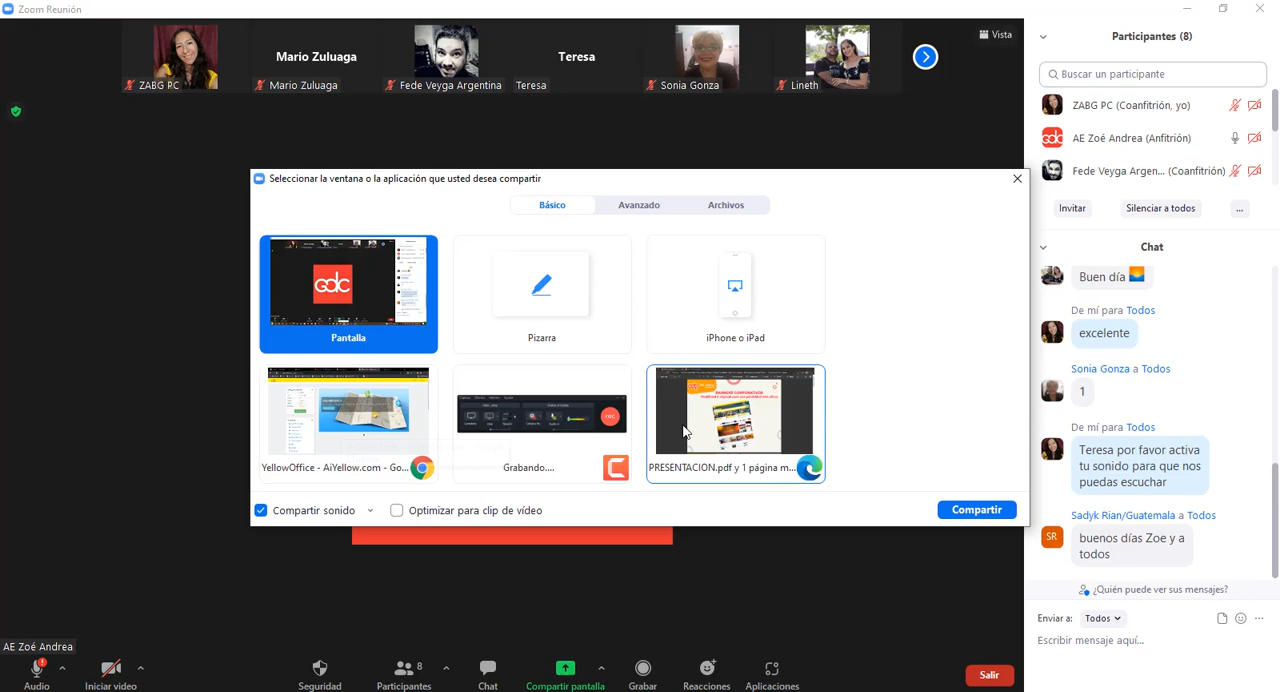 Zoom Reunión
Mario Zuluaga
Teresa
ZABG PC
Mario Zuluaga
Fede Veyga Argentina
Teresa
Sonia Gonza
Lineth
Vista
Participantes (8)
Buscar un participante
ZABG PC (Coanfitrión, yo)
gdc
AE Zoé Andrea (Anfitrión)
Fede Veyga Argen... (Coanfitrión)
Invitar
Silenciar a todos
...
Chat
Buen día
De mí para Todos
excelente
Sonia Gonza a Todos
1
De mí para Todos
Teresa por favor activa
tu sonido para que nos
puedas escuchar
Sadyk Rian/Guatemala a Todos
SR
buenos días Zoe y a
todos
¿Quién puede ver sus mensajes?
Enviar a:
Todos
Escribir mensaje aquí...
Seleccionar la ventana o la aplicación que usted desea compartir
Básico
Avanzado
Archivos
gdc
Pantalla
Pizarra
iPhone o iPad
YellowOffice - AiYellow.com - Go...
Grabando....
PRESENTACION.pdf y 1 página m...
Compartir sonido
Optimizar para clip de vídeo
Compartir
AE Zoé Andrea
Audio
Iniciar video
Seguridad
8
Participantes
Chat
Compartir pantalla
Grabar
Reacciones
Aplicaciones
Salir